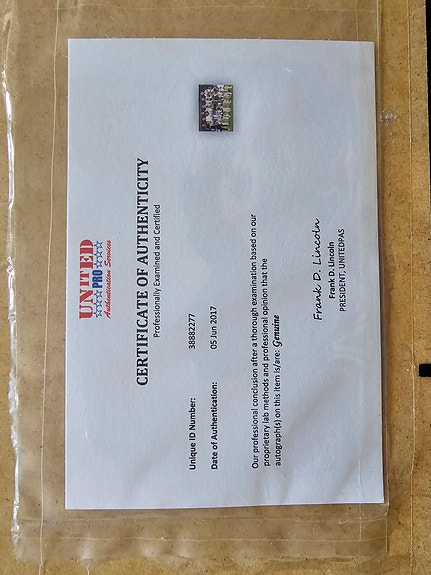 UNITED
☆☆☆PRO☆☆☆
Authentication Services
CERTIFICATE OF AUTHENTICITY
Professionally Examined and Certified
Unique ID Number: 38882277
Date of Authentication: 05 Jun 2017
Our professional conclusion after a thorough examination based on our
proprietary lab methods and professional opinion that the
autograph(s) on this item is/are: Genuine
Frank D. Lincoln
Frank D. Lincoln
PRESIDENT, UNITEDPAS